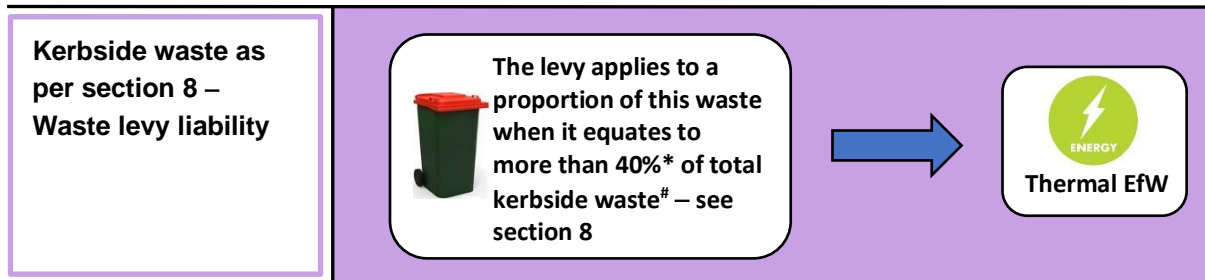 Kerbside waste as
per section 8 –
Waste levy liability
The levy applies to a
proportion of this waste
when it equates to
more than 40%* of total
kerbside waste# – see
section 8
ENERGY
Thermal EfW